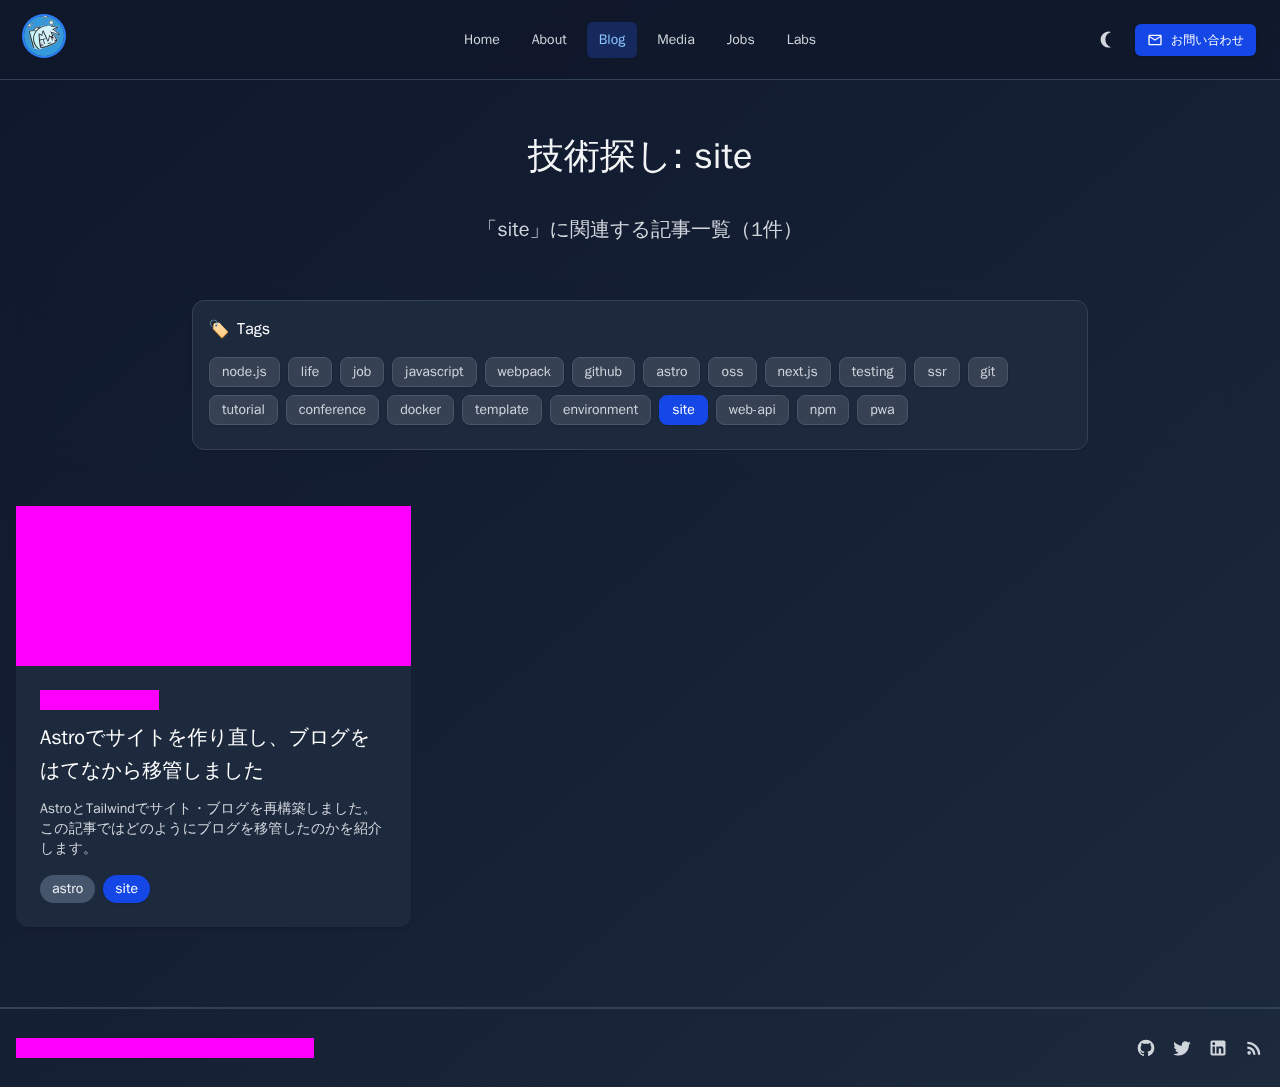 Home About Blog Media Jobs Labs お問い合わせ
技術探し: site
「site」に関連する記事一覧（1件）
🏷️ Tags
node.js life job javascript webpack github astro oss next.js testing ssr git
tutorial conference docker template environment site web-api npm pwa
Astroでサイトを作り直し、ブログを
はてなから移管しました
AstroとTailwindでサイト・ブログを再構築しました。
この記事ではどのようにブログを移管したのかを紹介
します。
astro site